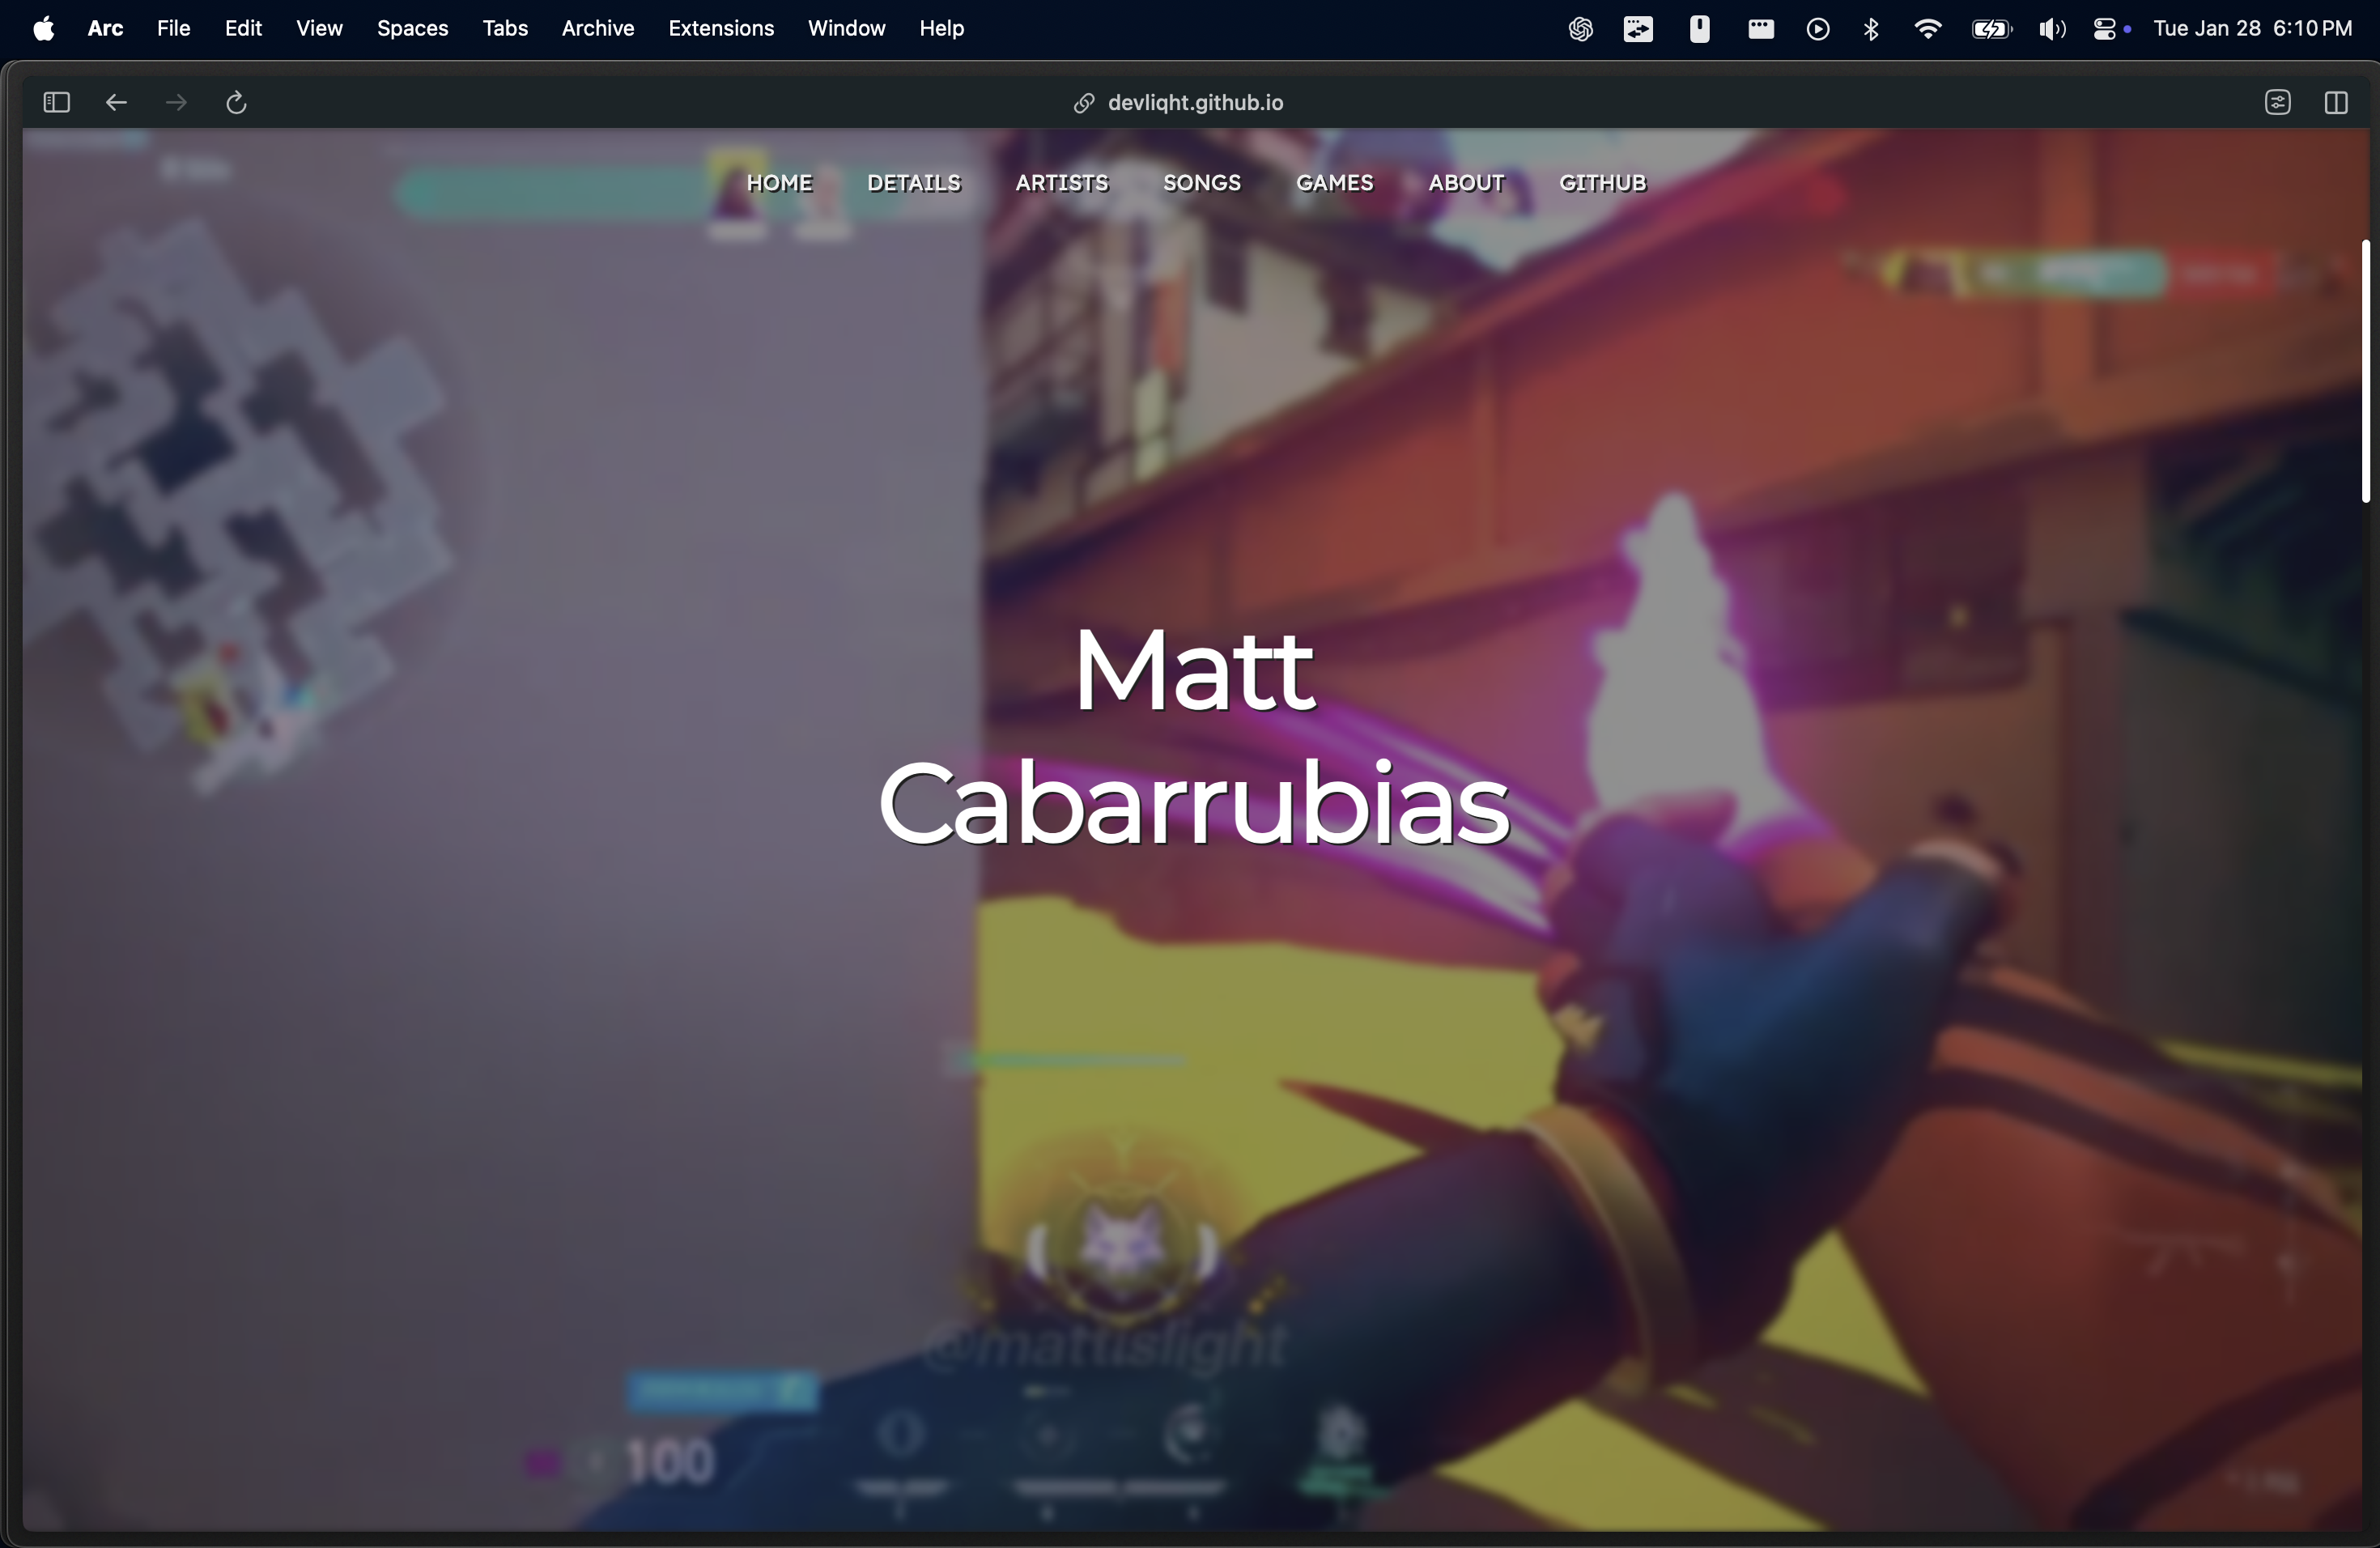 Arc File Edit View Spaces Tabs Archive Extensions Window Help Tue Jan 28 6:10 PM
devlight.github.io
HOME DETAILS ARTISTS SONGS GAMES ABOUT GITHUB
Matt
Cabarrubias
@mattislight
100